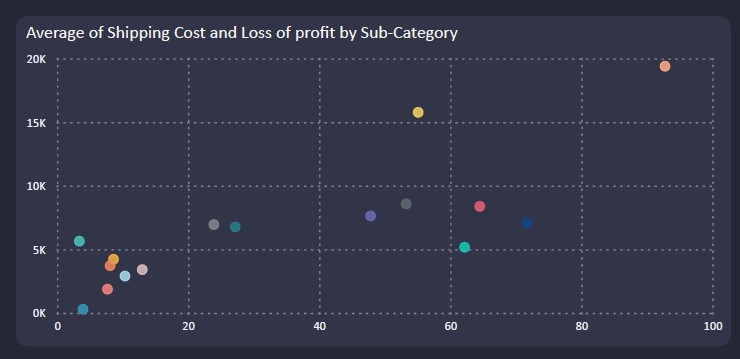 Average of Shipping Cost and Loss of profit by Sub-Category
20K
15K
10K
5K
0K
0 20 40 60 80 100